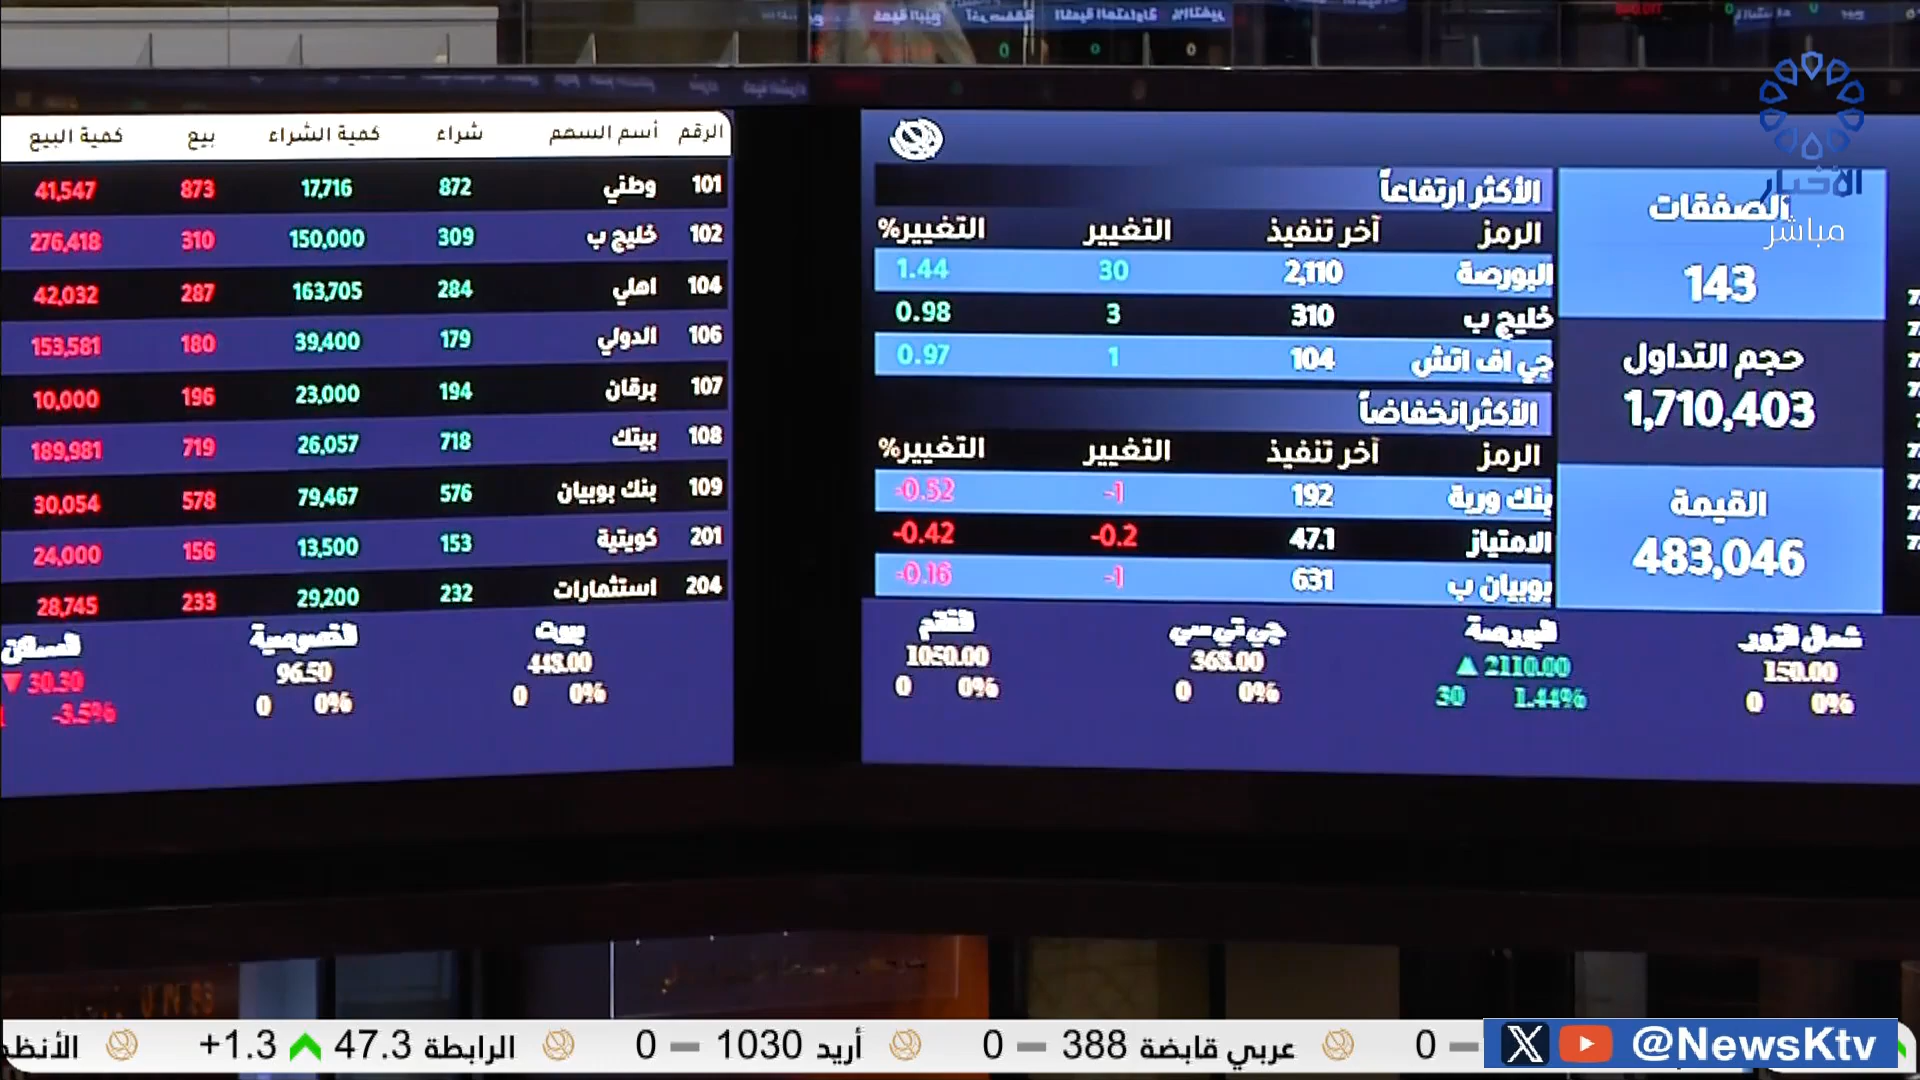 الأخبار
مباشر
الرقم أسم السهم شراء كمية الشراء بيع كمية البيع
101 وطني 872 17,716 873 41,547
102 خليج ب 309 150,000 310 276,418
104 اهلي 284 163,705 287 42,032
106 الدولي 179 39,400 180 153,581
107 برقان 194 23,000 196 10,000
108 بيتك 718 26,057 719 189,981
109 بنك بوبيان 576 79,467 578 30,054
201 كويتية 153 13,500 156 24,000
204 استثمارات 232 29,200 233 28,745
الصفقات
143
حجم التداول
1,710,403
القيمة
483,046
الأكثر ارتفاعاً
الرمز آخر تنفيذ التغيير التغيير%
البورصة 2,110 30 1.44
خليج ب 310 3 0.98
جي اف اتش 104 1 0.97
الأكثر انخفاضاً
الرمز آخر تنفيذ التغيير التغيير%
بنك وربة 192 -1 -0.52
الامتياز 47.1 -0.2 -0.42
بوبيان ب 631 -1 -0.16
شمال الزور البورصة جي تي سي التقدم
150.00 ▲ 2110.00 368.00 1050.00
0 0% 30 1.44% 0 0% 0 0%
بيوت الخصوصية المساكن
448.00 96.50 ▼ 30.30
0 0% 0 0% -3.5%
0 عربي قابضة 388 0 أريد 1030 0 الرابطة 47.3 +1.3
@NewsKtv